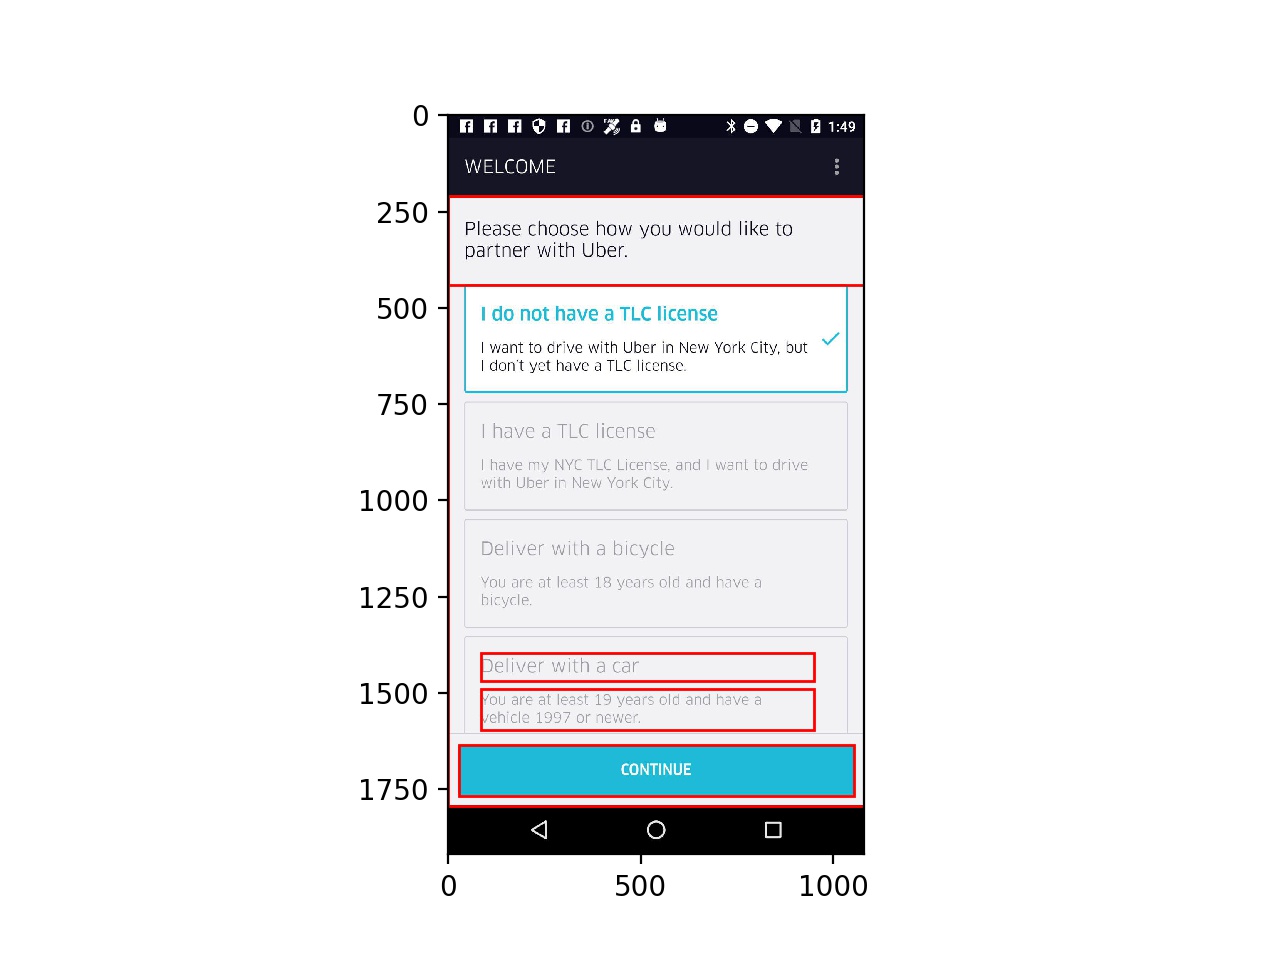 0
250
500
750
1000
1250
1500
1750
1:49
WELCOME
Please choose how you would like to
partner with Uber.
I do not have a TLC license
I want to drive with Uber in New York City, but
I don't yet have a TLC license.
I have a TLC license
I have my NYC TLC License, and I want to drive
with Uber in New York City.
Deliver with a bicycle
You are at least 18 years old and have a
bicycle.
Deliver with a car
You are at least 19 years old and have a
vehicle 1997 or newer.
CONTINUE
0
500
1000